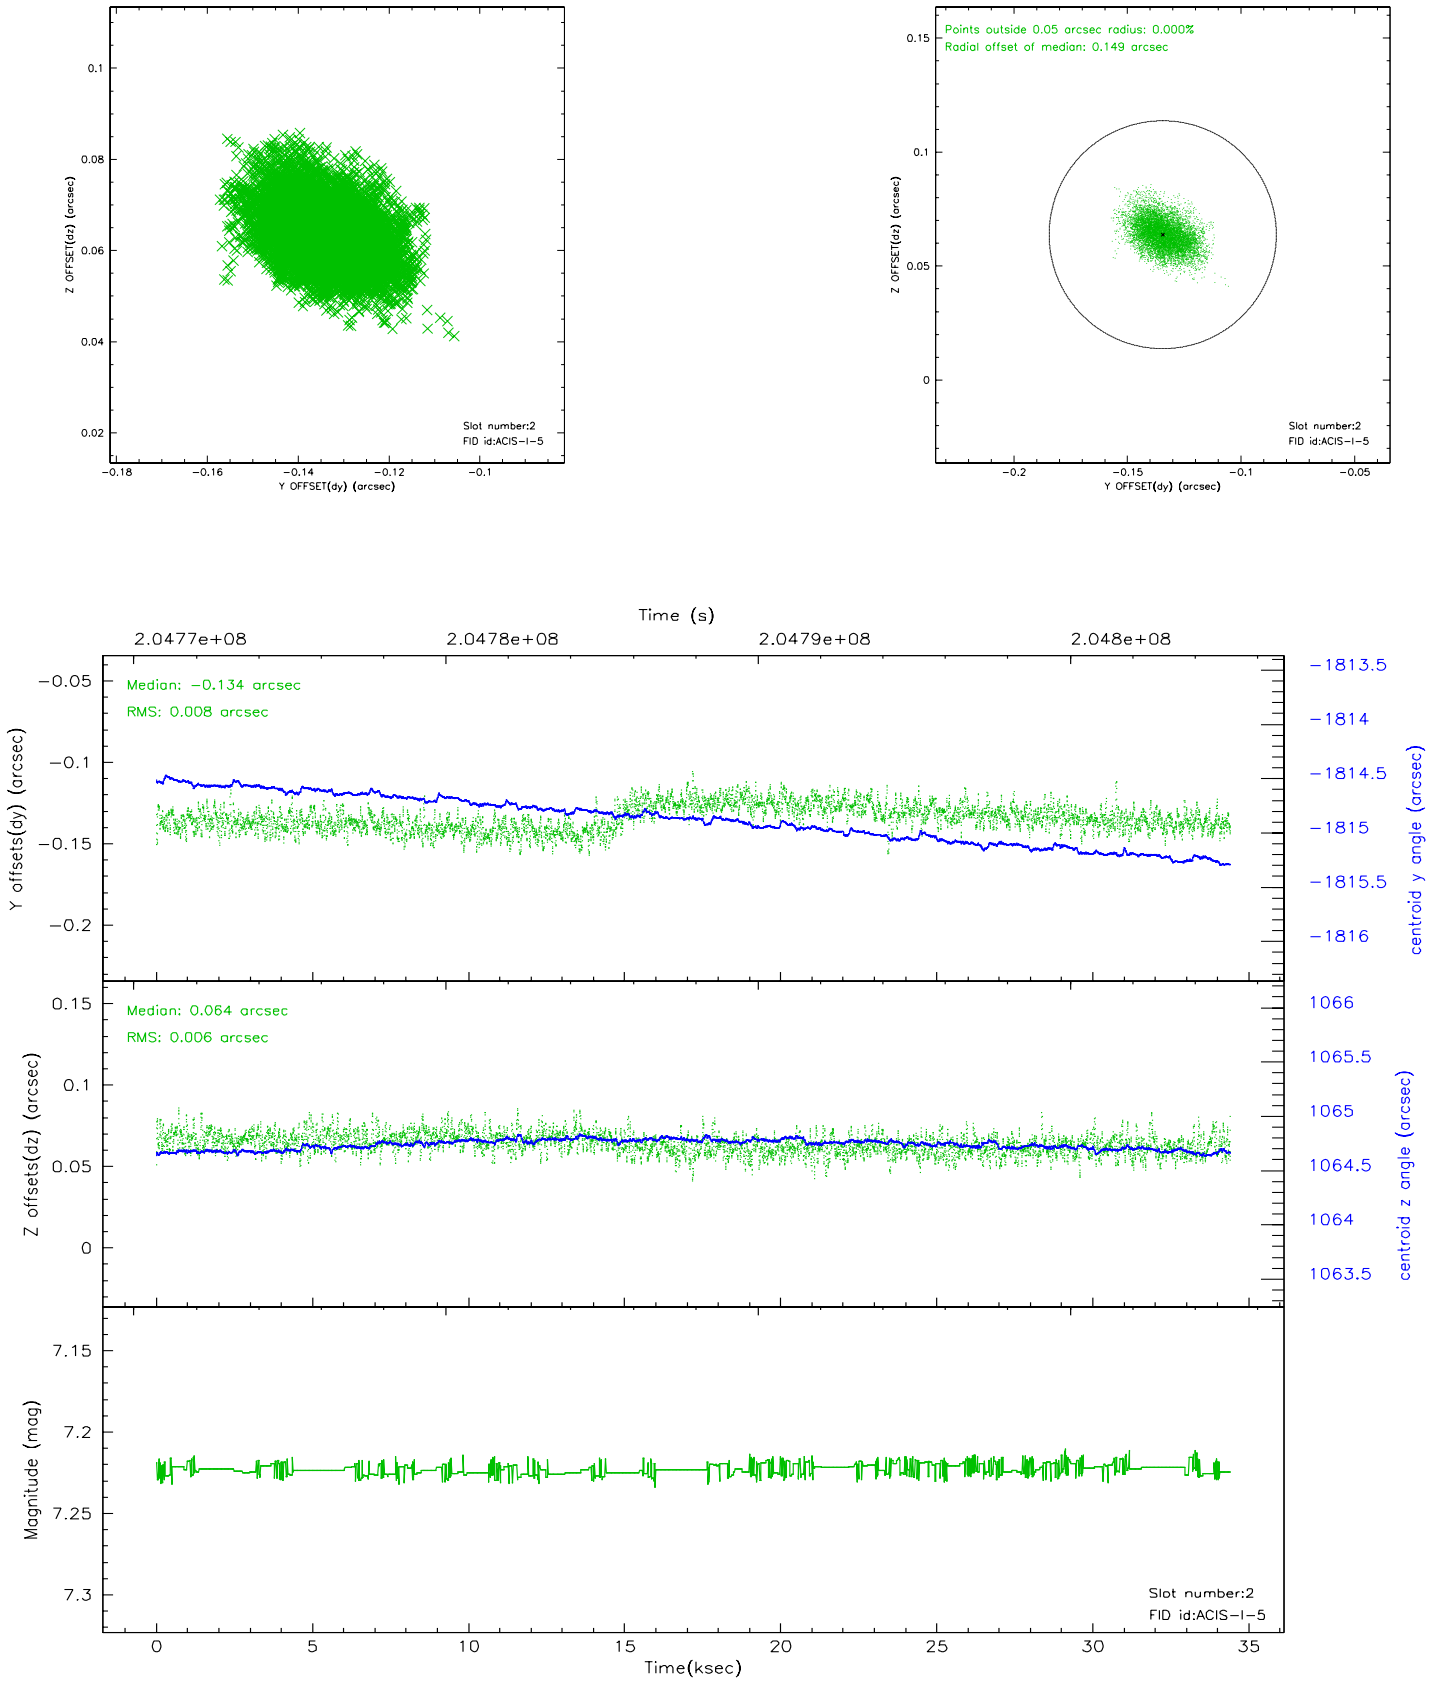 0.1
0.08
0.06
0.04
0.02
Z OFFSET(dz) (arcsec)
Slot number:2
FID id:ACIS-I-5
-0.18 -0.16 -0.14 -0.12 -0.1
Y OFFSET(dy) (arcsec)
Points outside 0.05 arcsec radius: 0.000%
Radial offset of median: 0.149 arcsec
0.15
0.1
0.05
0
Z OFFSET(dz) (arcsec)
Slot number:2
FID id:ACIS-I-5
-0.2 -0.15 -0.1 -0.05
Y OFFSET(dy) (arcsec)
Time (s)
2.0477e+08 2.0478e+08 2.0479e+08 2.048e+08
Median: -0.134 arcsec
RMS: 0.008 arcsec
-0.05
-0.1
-0.15
-0.2
Y offsets(dy) (arcsec)
-1813.5
-1814
-1814.5
-1815
-1815.5
-1816
centroid y angle (arcsec)
Median: 0.064 arcsec
RMS: 0.006 arcsec
0.15
0.1
0.05
0
Z offsets(dz) (arcsec)
1066
1065.5
1065
1064.5
1064
1063.5
centroid z angle (arcsec)
7.15
7.2
7.25
7.3
Magnitude (mag)
Slot number:2
FID id:ACIS-I-5
0 5 10 15 20 25 30 35
Time(ksec)